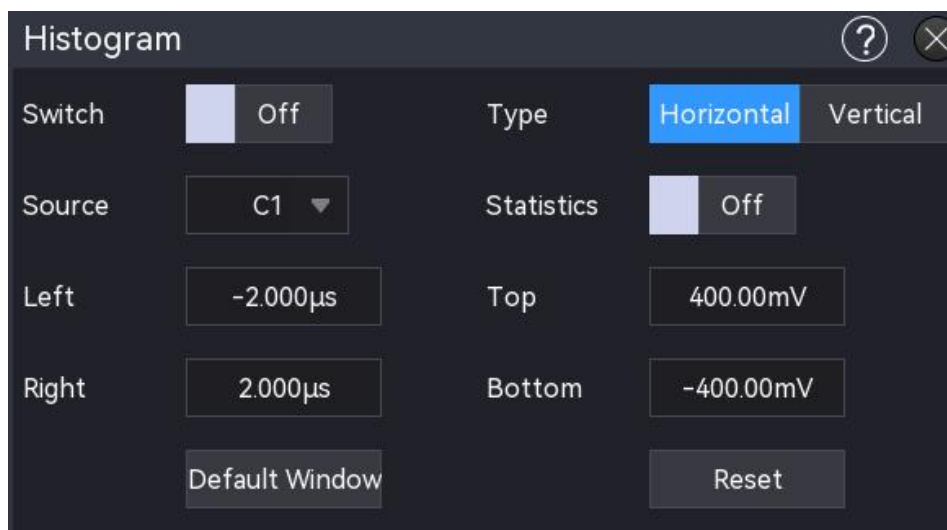 Histogram ?
Switch Off Type Horizontal Vertical
Source C1 Statistics Off
Left -2.000μs Top 400.00mV
Right 2.000μs Bottom -400.00mV
Default Window Reset